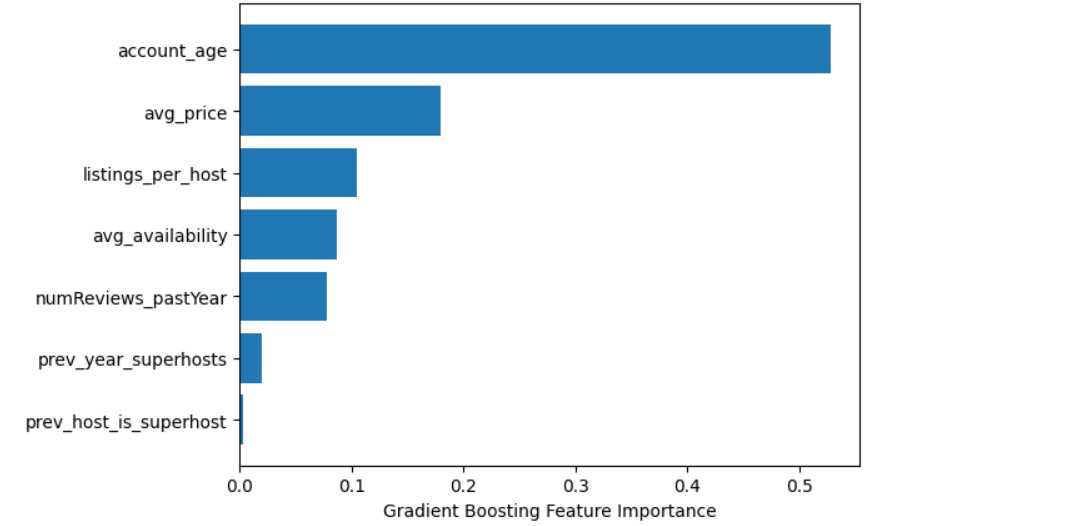 account_age
avg_price
listings_per_host
avg_availability
numReviews_pastYear
prev_year_superhosts
prev_host_is_superhost
0.0 0.1 0.2 0.3 0.4 0.5
Gradient Boosting Feature Importance